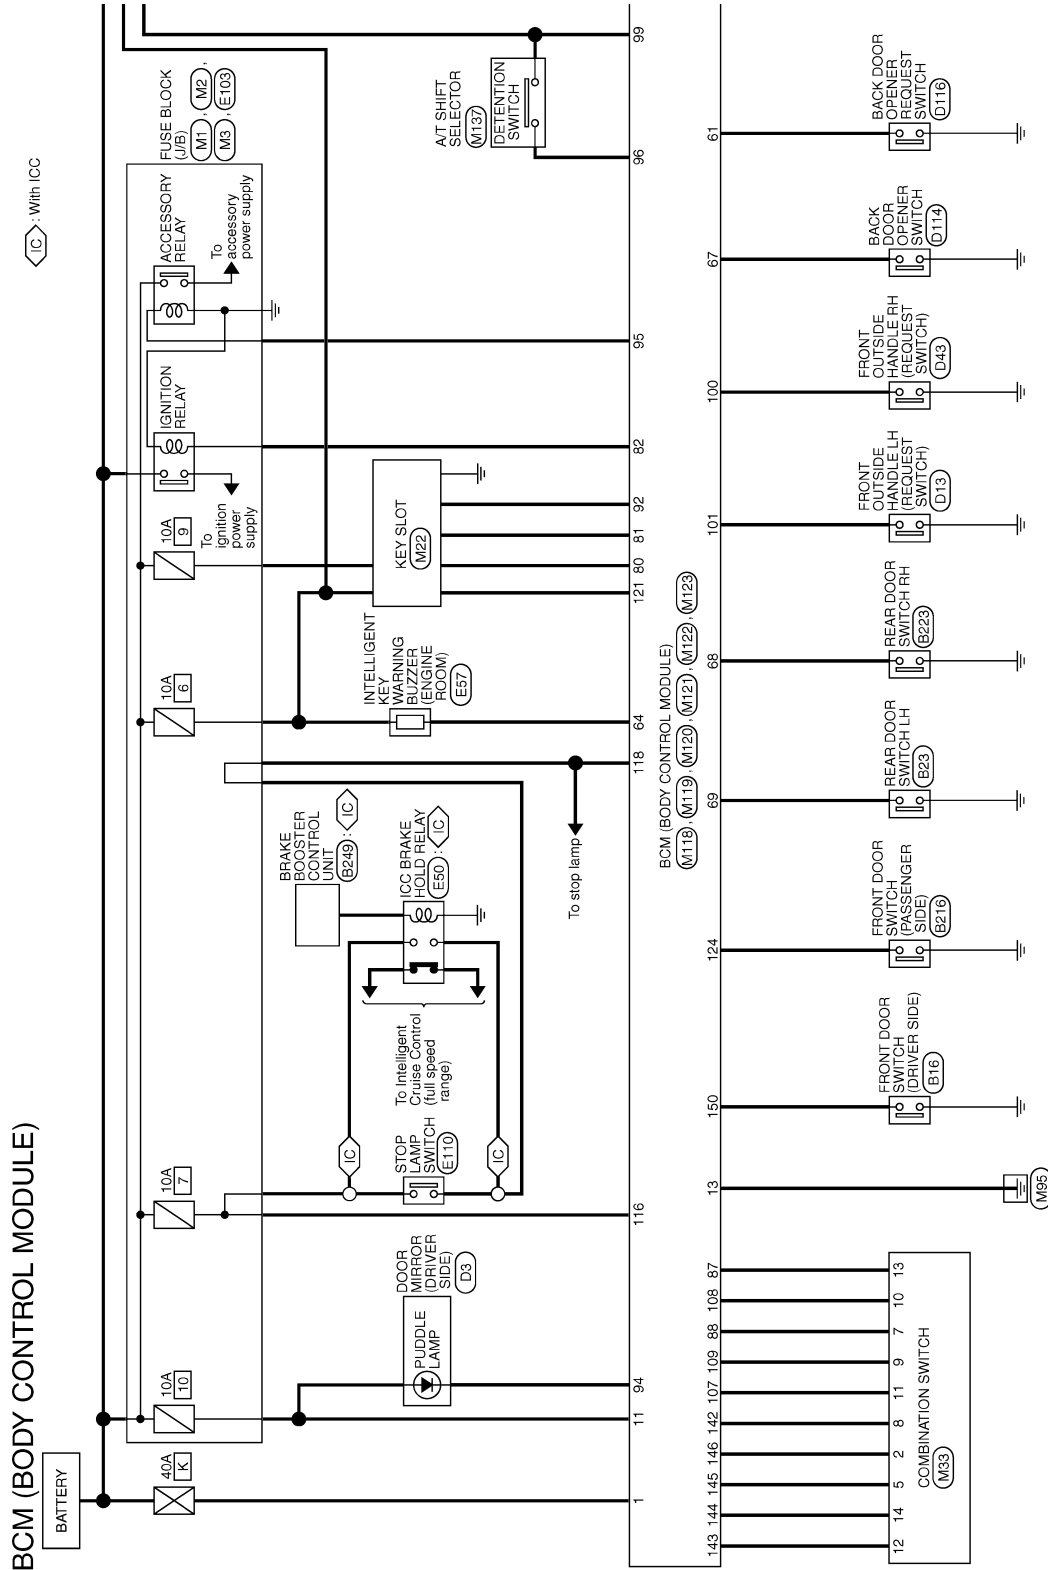 BCM (BODY CONTROL MODULE)
IC : With ICC
BATTERY
40A
K
10A
10
10A
7
10A
6
10A
9
To
ignition
power
supply
IGNITION
RELAY
ACCESSORY
RELAY
To
accessory
power supply
FUSE BLOCK
(J/B)
M1 , M2 ,
M3 , E103
DOOR
MIRROR
(DRIVER
SIDE)
D3
PUDDLE
LAMP
IC
IC
STOP
LAMP
SWITCH
E110
To Intelligent
Cruise Control
(full speed
range)
BRAKE
BOOSTER
CONTROL
UNIT
B249 : IC
ICC BRAKE
HOLD RELAY
E50 : IC
To stop lamp
INTELLIGENT
KEY
WARNING
BUZZER
(ENGINE
ROOM)
E57
KEY SLOT
M22
A/T SHIFT
SELECTOR
M137
DETENTION
SWITCH
1
11
94
116
118
64
121
80
81
92
82
95
96
99
BCM (BODY CONTROL MODULE)
M118 , M119 , M120 , M121 , M122 , M123
143
144
145
146
142
107
109
88
108
87
13
150
124
69
68
101
100
67
61
12
14
5
2
8
11
9
7
10
13
COMBINATION SWITCH
M33
M95
FRONT DOOR
SWITCH
(DRIVER SIDE)
B16
FRONT DOOR
SWITCH
(PASSENGER
SIDE)
B216
REAR DOOR
SWITCH LH
B23
REAR DOOR
SWITCH RH
B223
FRONT
OUTSIDE
HANDLE LH
(REQUEST
SWITCH)
D13
FRONT
OUTSIDE
HANDLE RH
(REQUEST
SWITCH)
D43
BACK
DOOR
OPENER
SWITCH
D114
BACK DOOR
OPENER
REQUEST
SWITCH
D116